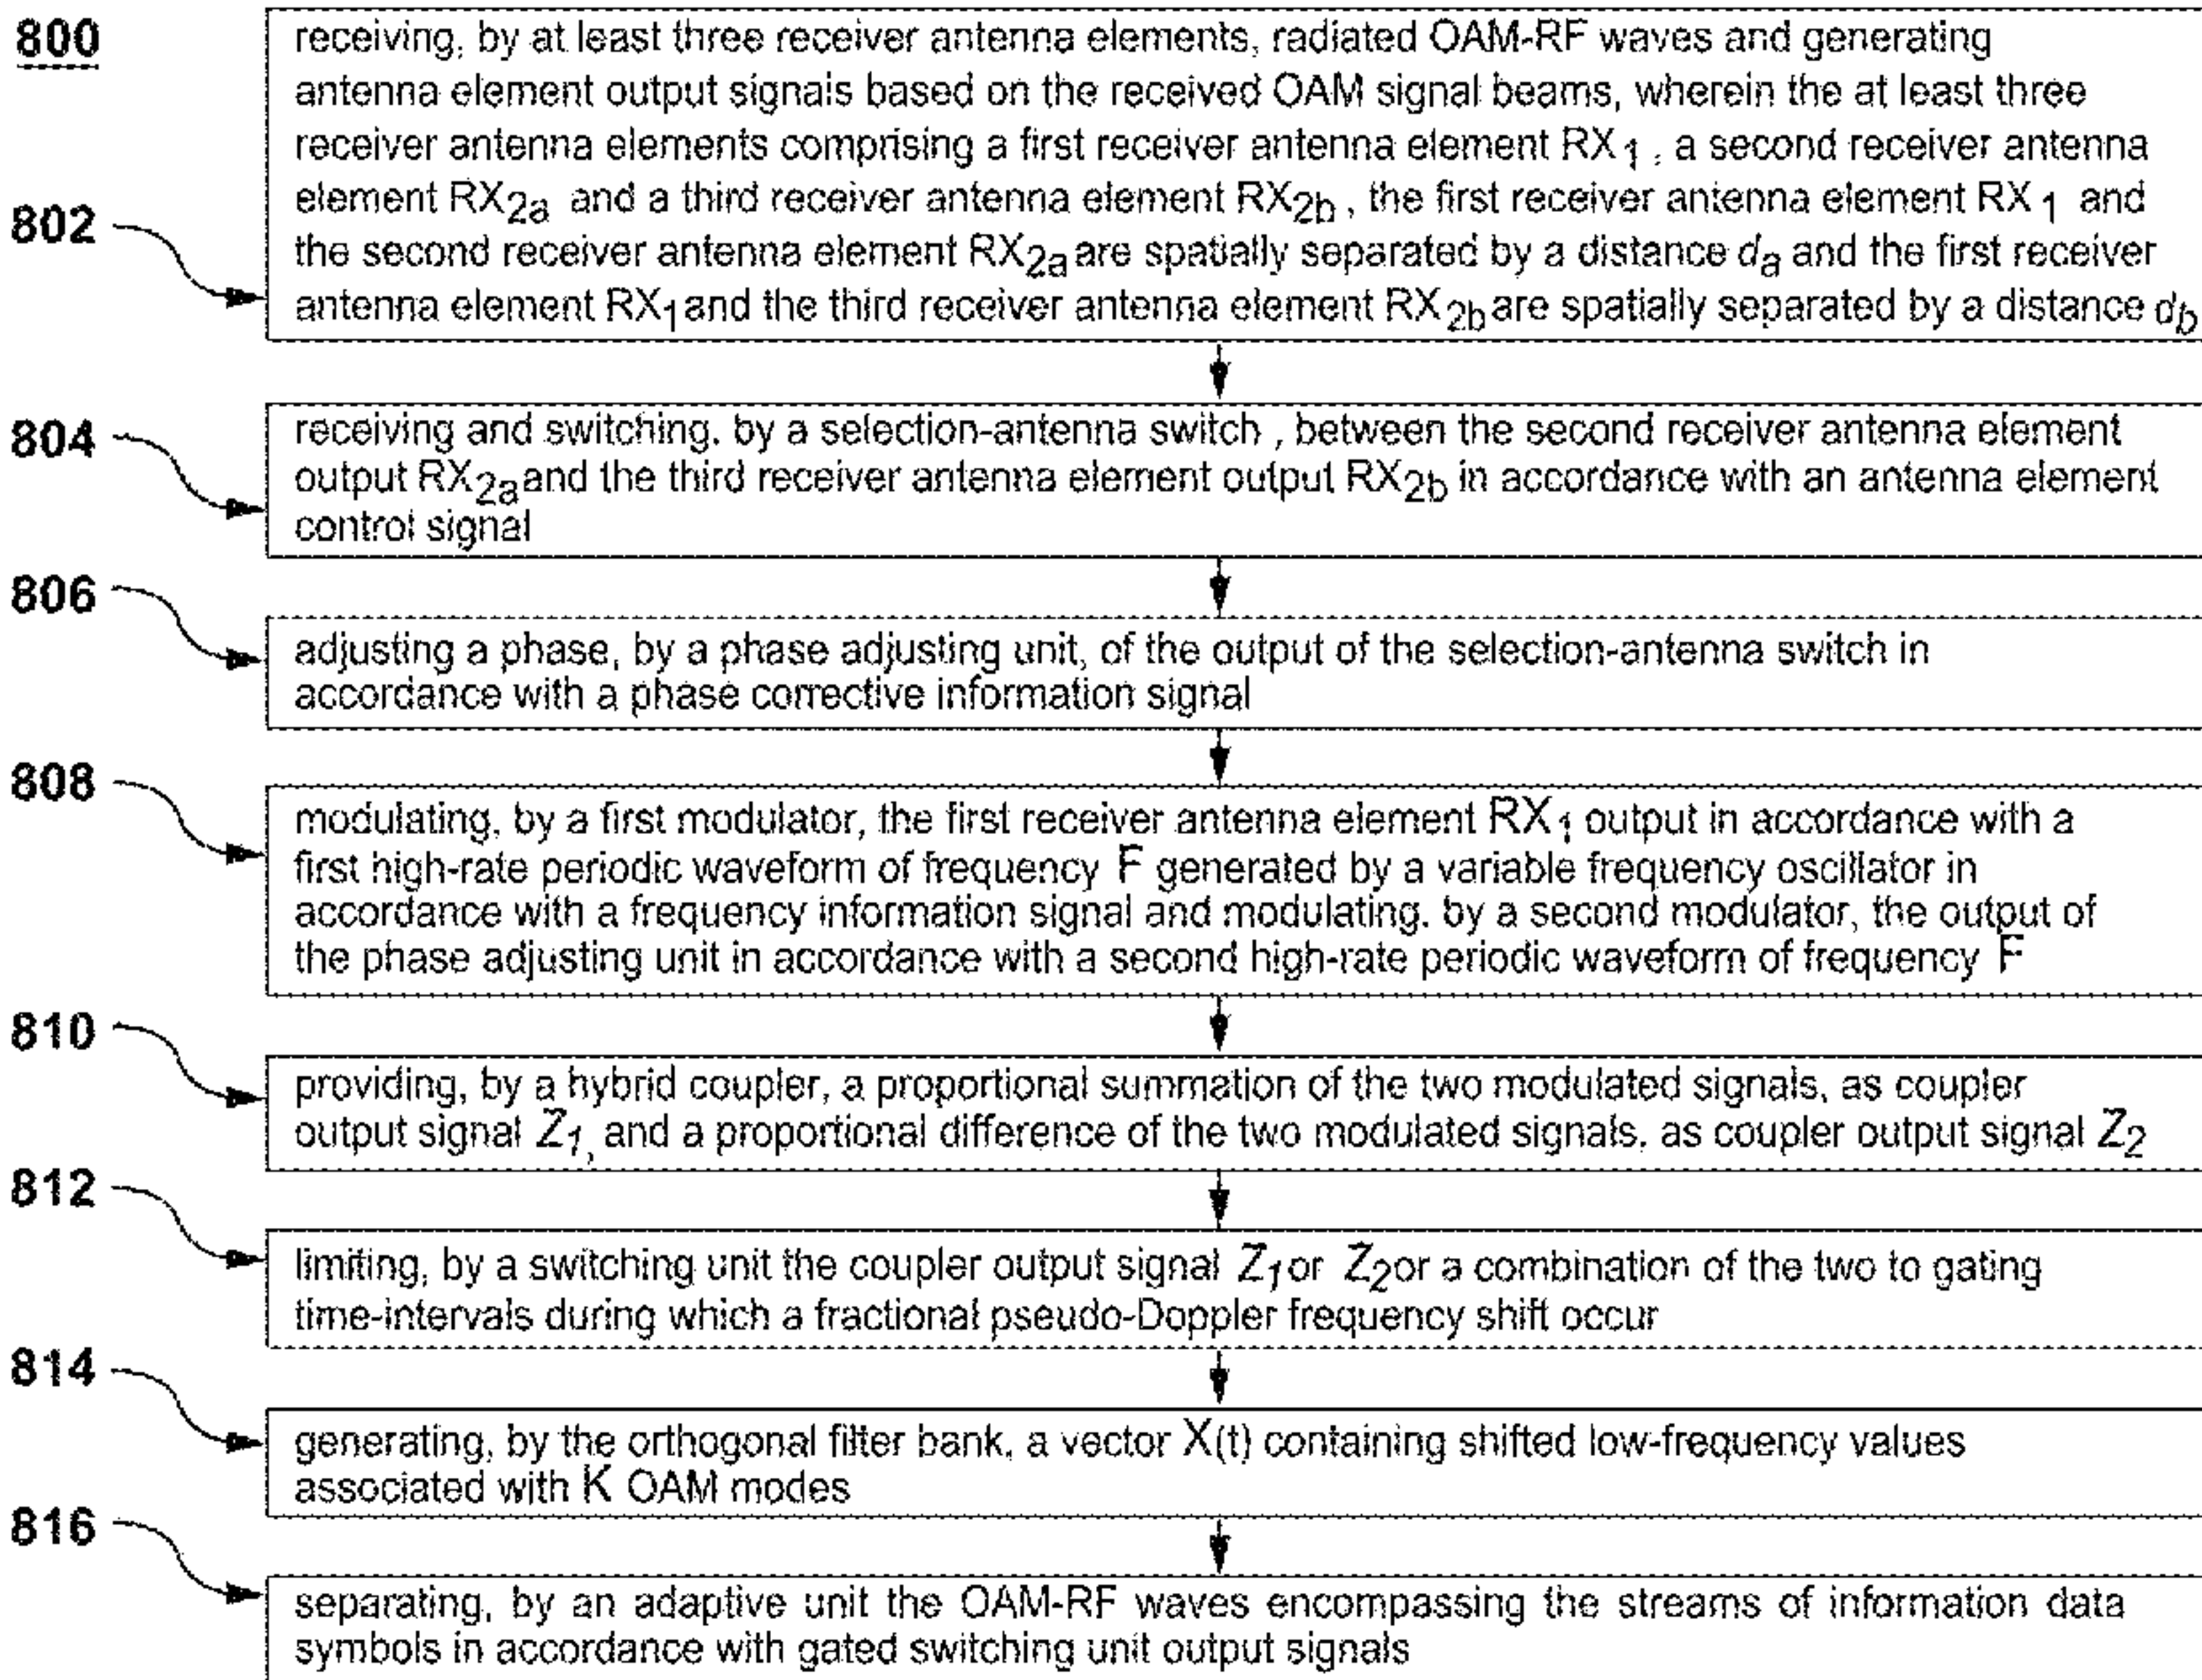 800
receiving, by at least three receiver antenna elements, radiated OAM-RF waves and generating
antenna element output signals based on the received OAM signal beams, wherein the at least three
receiver antenna elements comprising a first receiver antenna element RX1, a second receiver antenna
802
element RX2a and a third receiver antenna element RX2b, the first receiver antenna element RX1 and
the second receiver antenna element RX2a are spatially separated by a distance da and the first receiver
antenna element RX1 and the third receiver antenna element RX2b are spatially separated by a distance db
804
receiving and switching, by a selection-antenna switch, between the second receiver antenna element
output RX2a and the third receiver antenna element output RX2b in accordance with an antenna element
control signal
806
adjusting a phase, by a phase adjusting unit, of the output of the selection-antenna switch in
accordance with a phase corrective information signal
808
modulating, by a first modulator, the first receiver antenna element RX1 output in accordance with a
first high-rate periodic waveform of frequency F generated by a variable frequency oscillator in
accordance with a frequency information signal and modulating, by a second modulator, the output of
the phase adjusting unit in accordance with a second high-rate periodic waveform of frequency F
810
providing, by a hybrid coupler, a proportional summation of the two modulated signals, as coupler
output signal Z1, and a proportional difference of the two modulated signals, as coupler output signal Z2
812
limiting, by a switching unit the coupler output signal Z1 or Z2 or a combination of the two to gating
time-intervals during which a fractional pseudo-Doppler frequency shift occur
814
generating, by the orthogonal filter bank, a vector X(t) containing shifted low-frequency values
associated with K OAM modes
816
separating, by an adaptive unit the OAM-RF waves encompassing the streams of information data
symbols in accordance with gated switching unit output signals